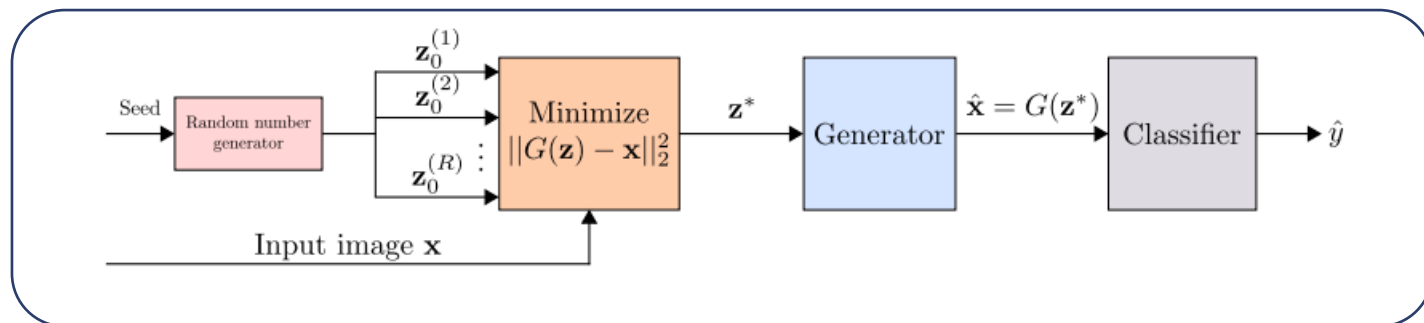 Seed
Random number
generator
z_0^{(1)}
z_0^{(2)}
⋮
z_0^{(R)}
Minimize
||G(z) − x||_2^2
z*
Generator
x̂ = G(z*)
Classifier
ŷ
Input image x